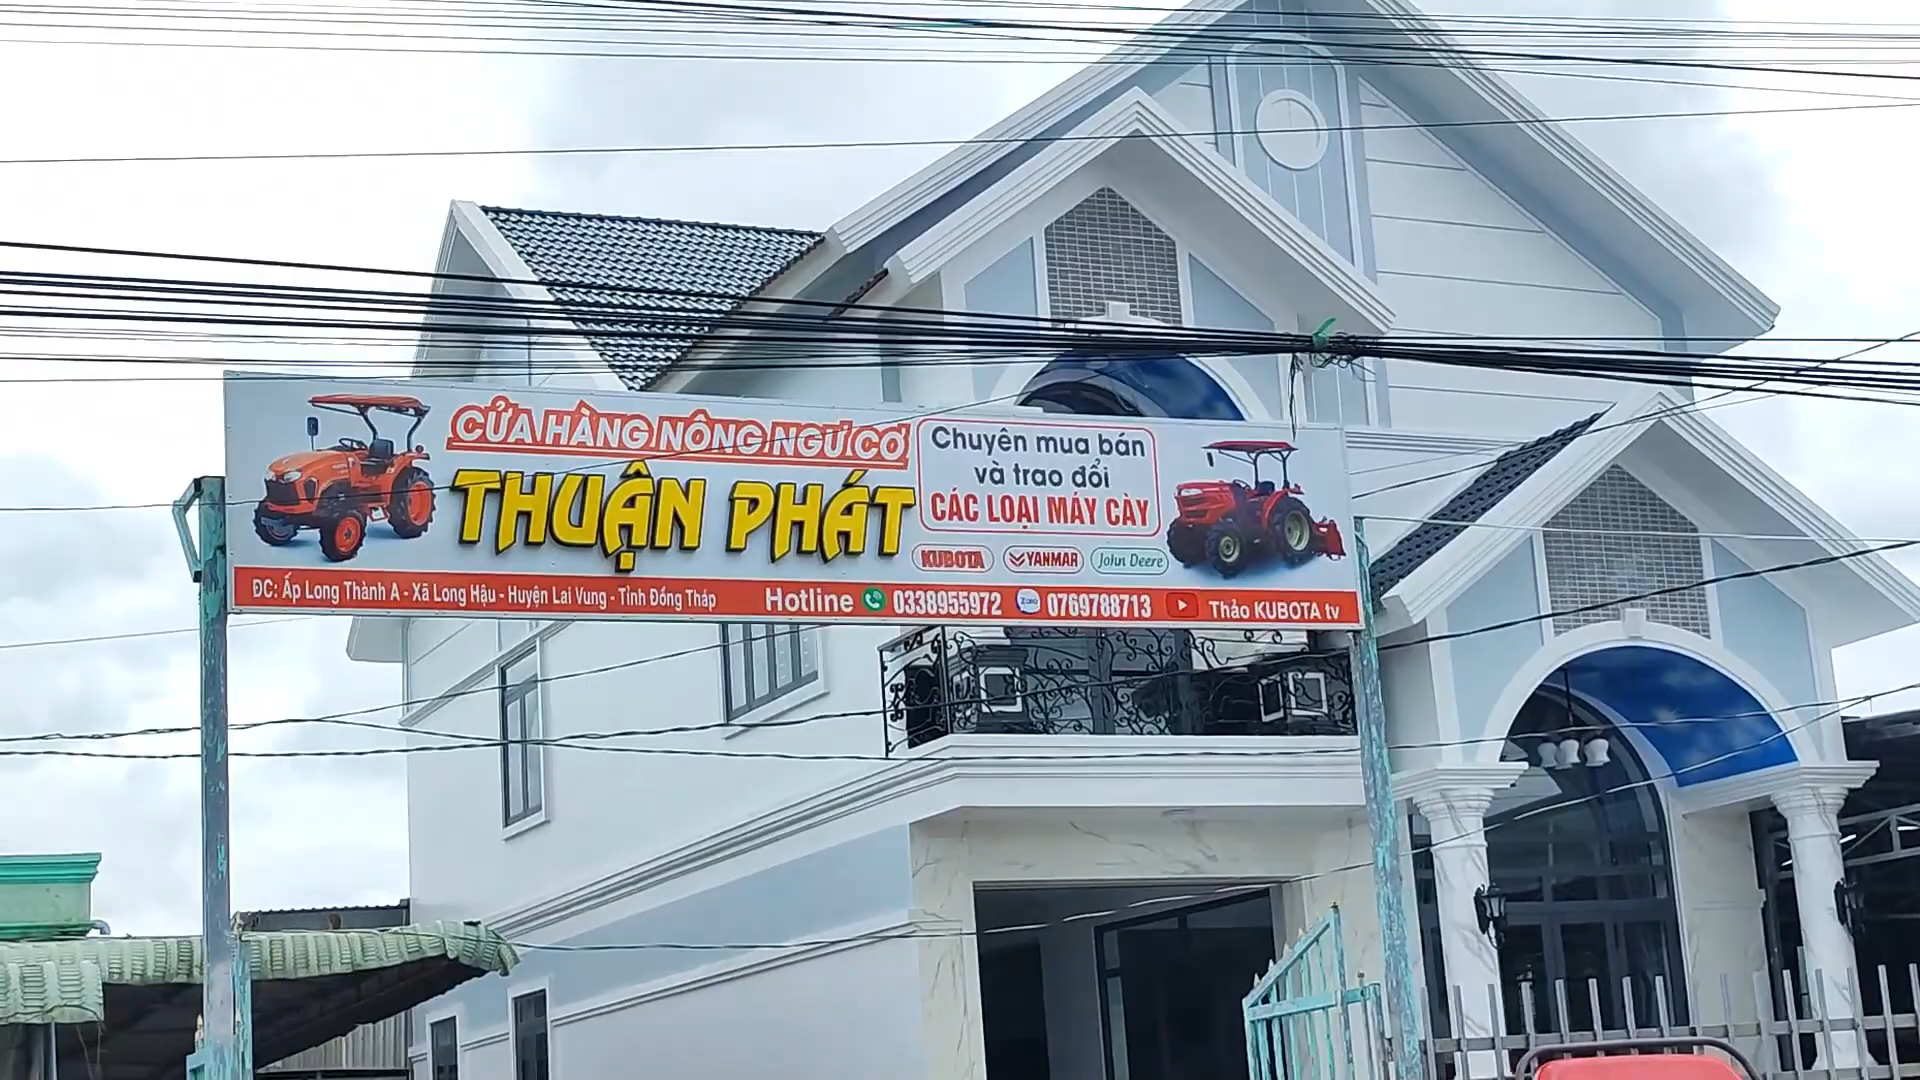 CỬA HÀNG NÔNG NGƯ CƠ
THUẬN PHÁT
Chuyên mua bán
và trao đổi
CÁC LOẠI MÁY CÀY
KUBOTA YANMAR John Deere
ĐC: Ấp Long Thành A - Xã Long Hậu - Huyện Lai Vung - Tỉnh Đồng Tháp
Hotline 0338955972 Zalo 0769788713 Thảo KUBOTA tv